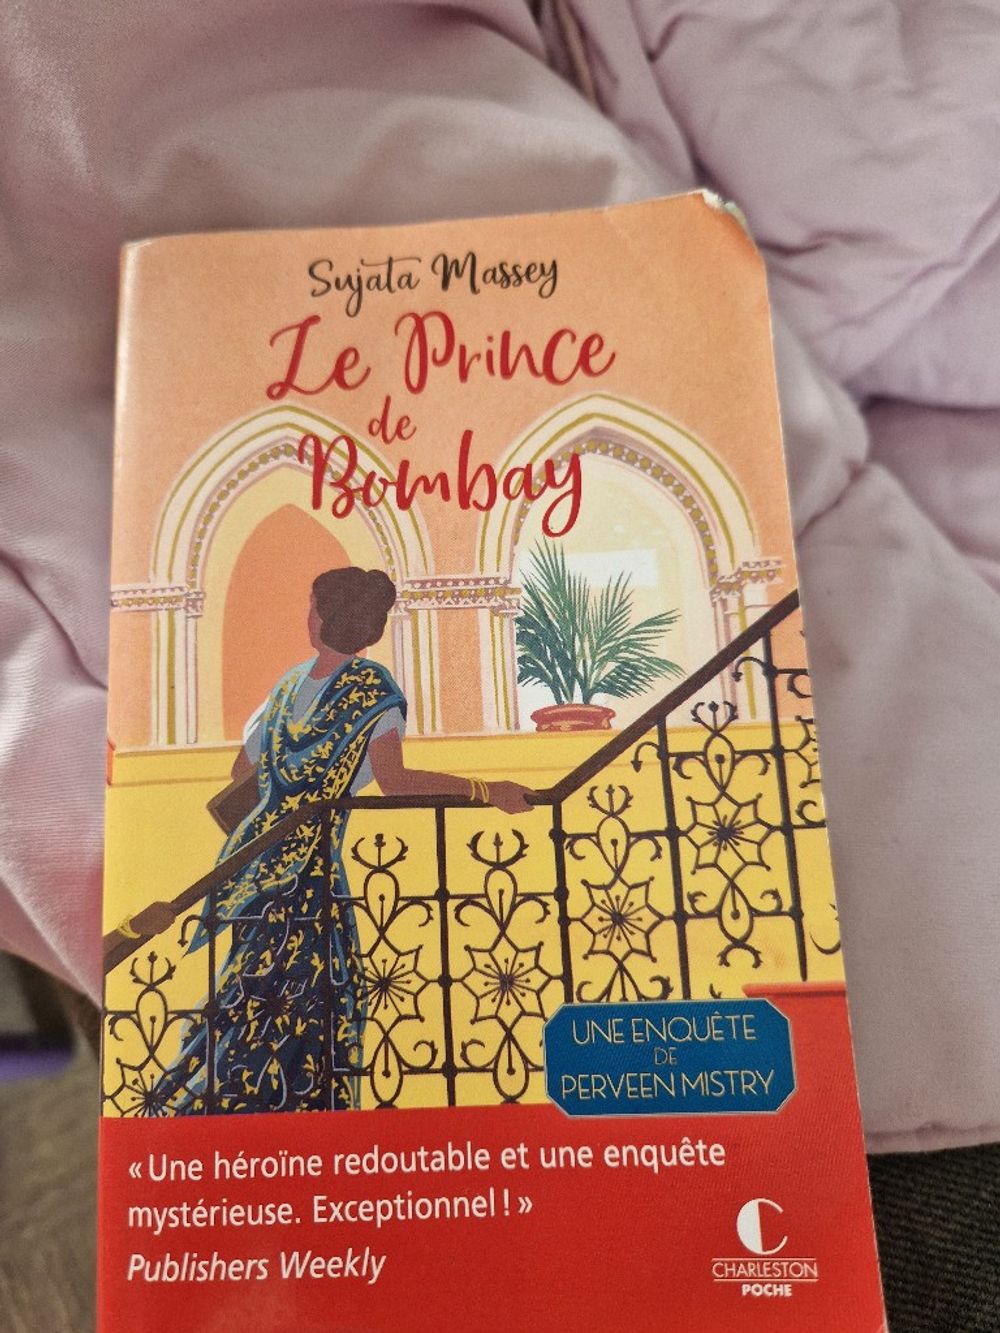 Sujata Massey
Le Prince
de
Bombay
UNE ENQUÊTE
DE
PERVEEN MISTRY
« Une héroïne redoutable et une enquête
mystérieuse. Exceptionnel ! »
Publishers Weekly
C
CHARLESTON
POCHE